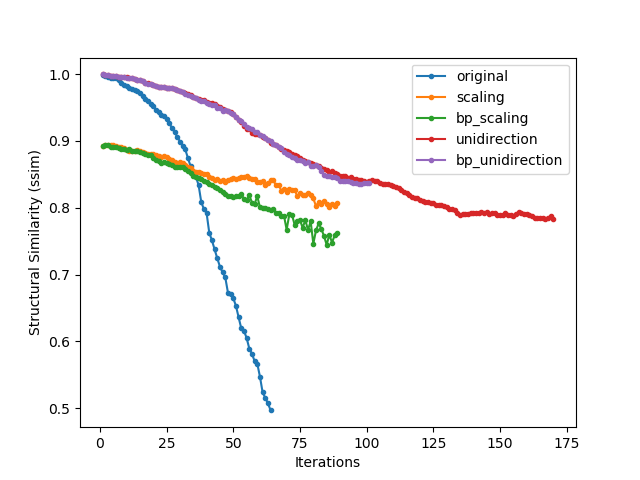 original
scaling
bp_scaling
unidirection
bp_unidirection
1.0
0.9
0.8
0.7
0.6
0.5
Structural Similarity (ssim)
0 25 50 75 100 125 150 175
Iterations